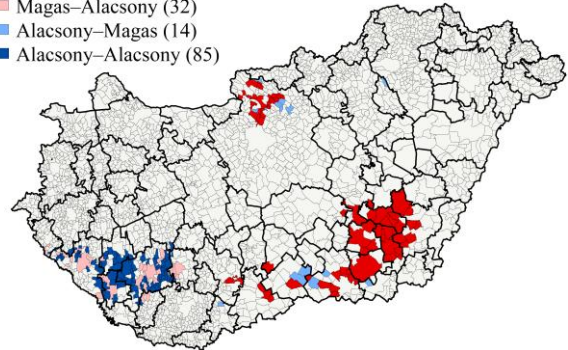 Magas–Alacsony (32)
Alacsony–Magas (14)
Alacsony–Alacsony (85)